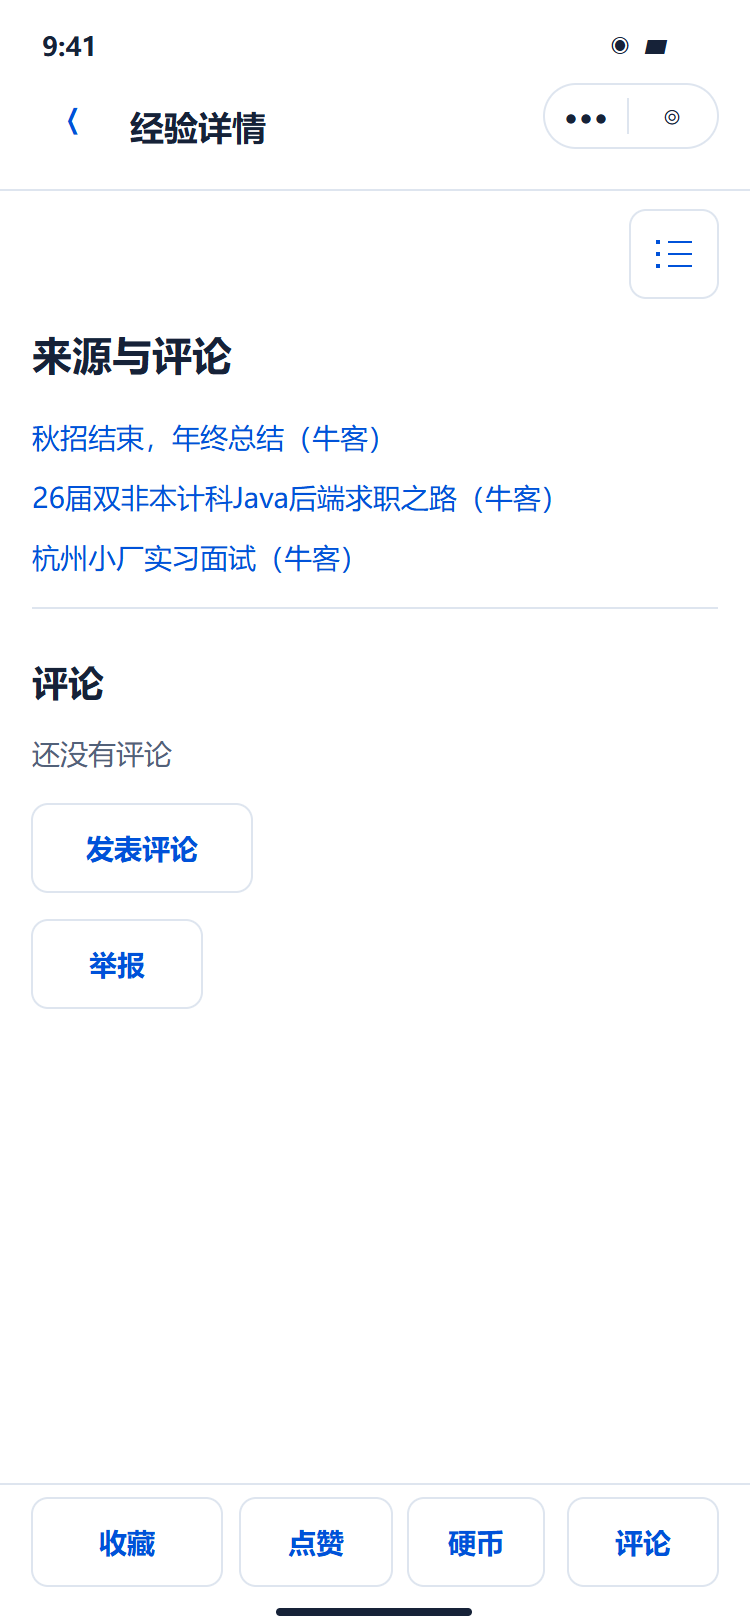 9:41
经验详情
来源与评论
秋招结束，年终总结（牛客）
26届双非本计科Java后端求职之路（牛客）
杭州小厂实习面试（牛客）
评论
还没有评论
发表评论
举报
收藏 点赞 硬币 评论